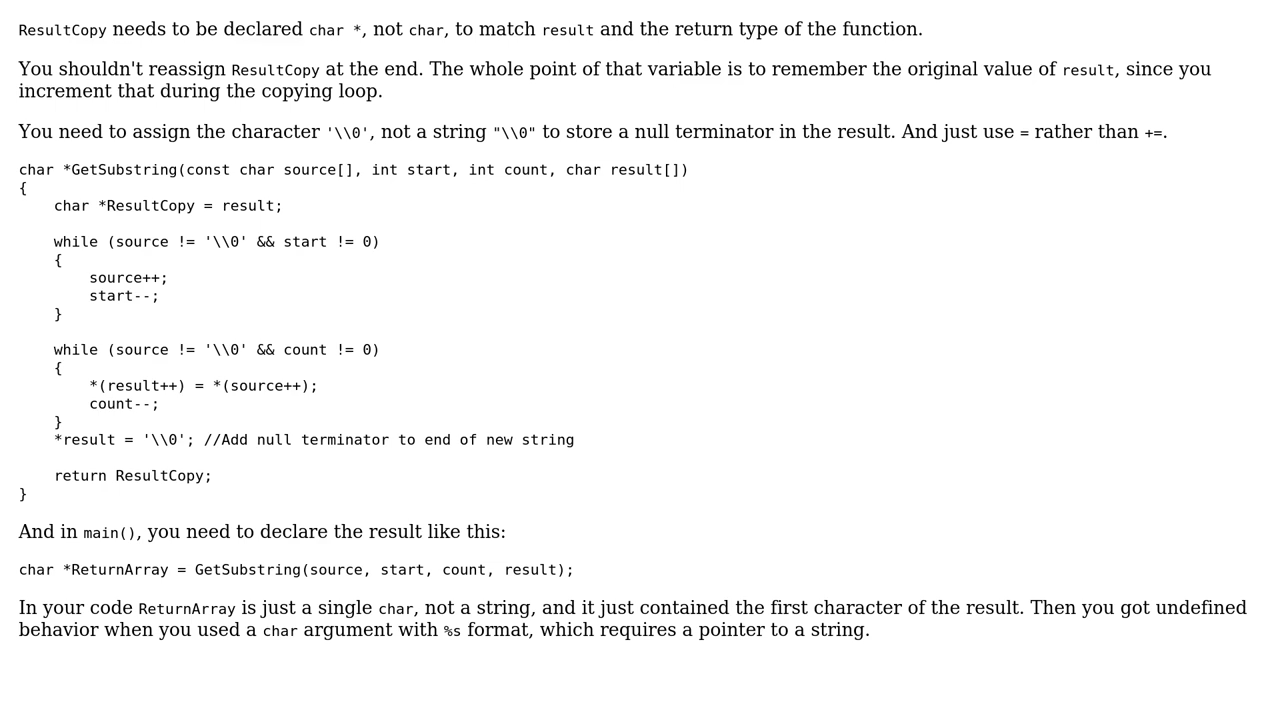 ResultCopy needs to be declared char *, not char, to match result and the return type of the function.
You shouldn't reassign ResultCopy at the end. The whole point of that variable is to remember the original value of result, since you
increment that during the copying loop.
You need to assign the character '\\0', not a string "\\0" to store a null terminator in the result. And just use = rather than +=.
char *GetSubstring(const char source[], int start, int count, char result[])
{
    char *ResultCopy = result;

    while (source != '\\0' && start != 0)
    {
        source++;
        start--;
    }

    while (source != '\\0' && count != 0)
    {
        *(result++) = *(source++);
        count--;
    }
    *result = '\\0'; //Add null terminator to end of new string

    return ResultCopy;
}
And in main(), you need to declare the result like this:
char *ReturnArray = GetSubstring(source, start, count, result);
In your code ReturnArray is just a single char, not a string, and it just contained the first character of the result. Then you got undefined
behavior when you used a char argument with %s format, which requires a pointer to a string.